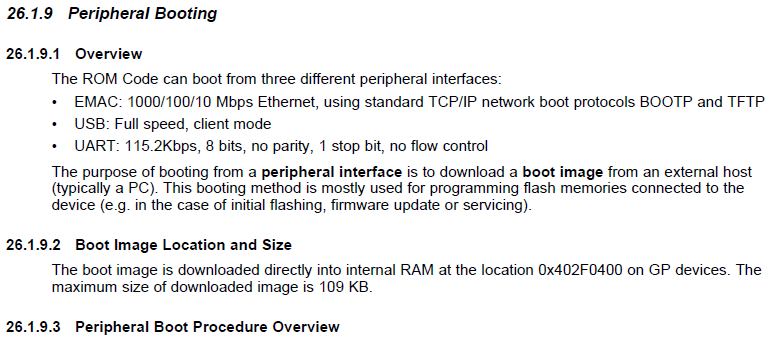 26.1.9 Peripheral Booting
26.1.9.1 Overview
The ROM Code can boot from three different peripheral interfaces:
• EMAC: 1000/100/10 Mbps Ethernet, using standard TCP/IP network boot protocols BOOTP and TFTP
• USB: Full speed, client mode
• UART: 115.2Kbps, 8 bits, no parity, 1 stop bit, no flow control
The purpose of booting from a peripheral interface is to download a boot image from an external host
(typically a PC). This booting method is mostly used for programming flash memories connected to the
device (e.g. in the case of initial flashing, firmware update or servicing).
26.1.9.2 Boot Image Location and Size
The boot image is downloaded directly into internal RAM at the location 0x402F0400 on GP devices. The
maximum size of downloaded image is 109 KB.
26.1.9.3 Peripheral Boot Procedure Overview